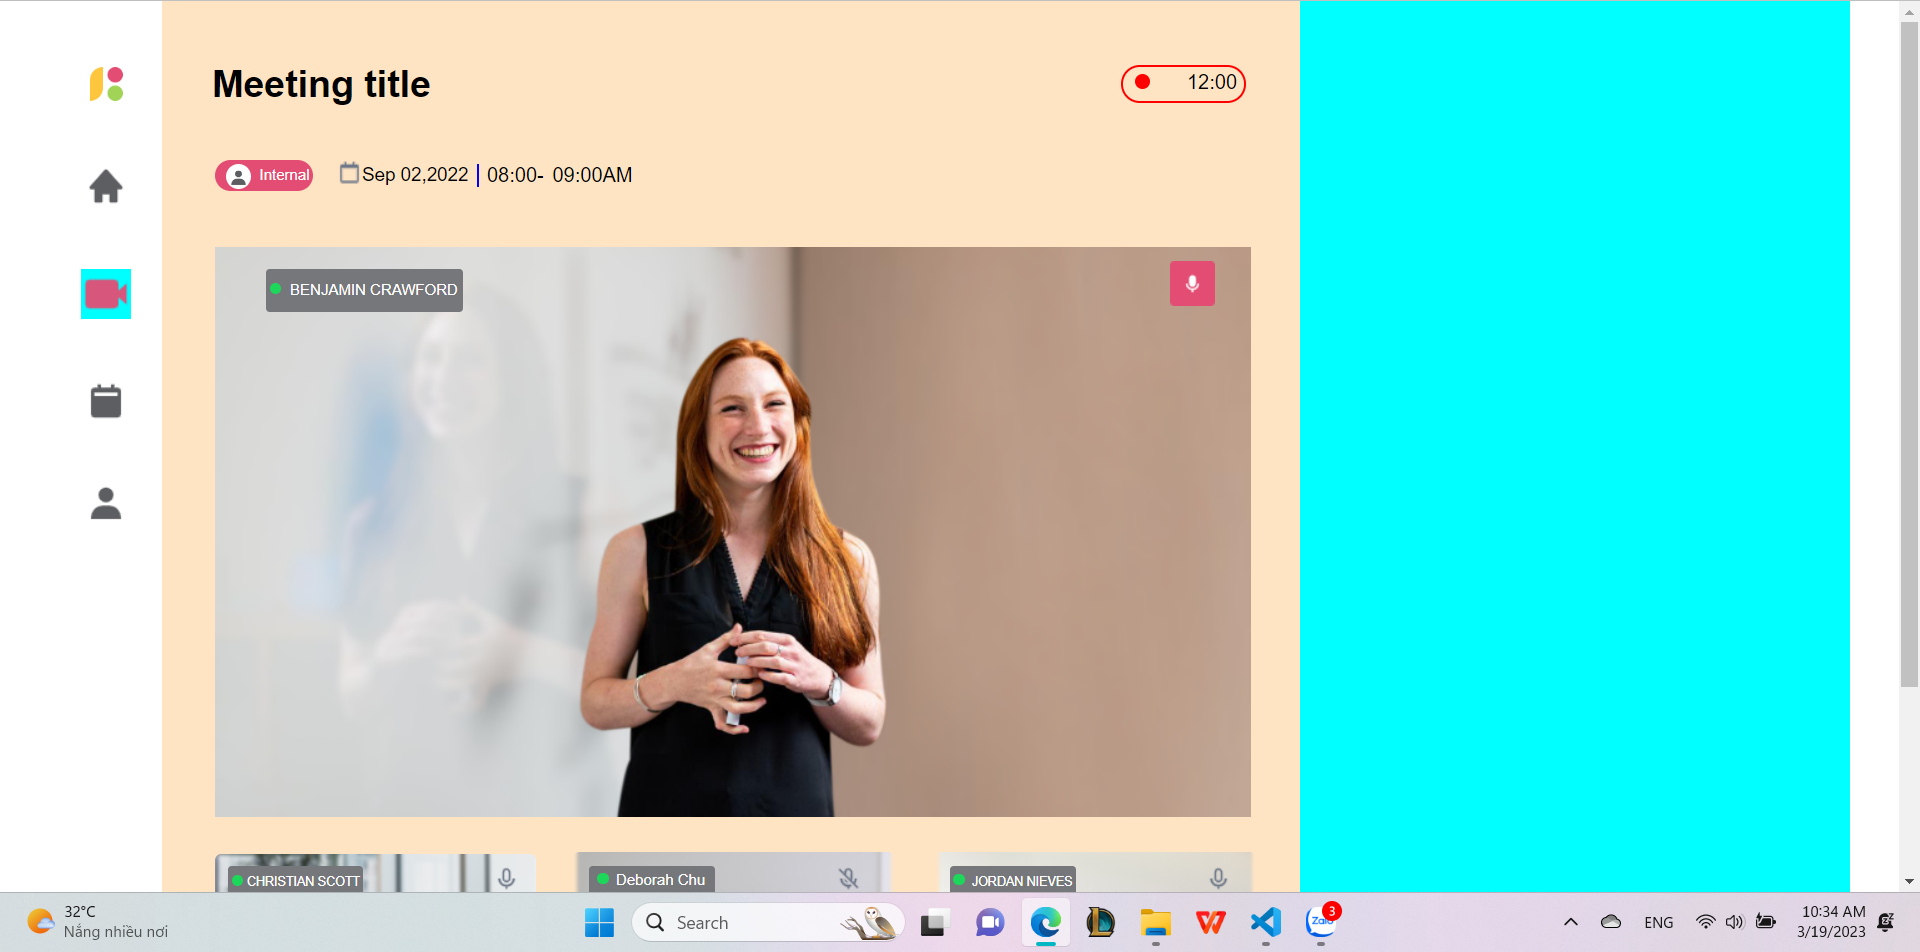 Meeting title
12:00
Internal
Sep 02,2022
08:00- 09:00AM
BENJAMIN CRAWFORD
CHRISTIAN SCOTT
Deborah Chu
JORDAN NIEVES
32°C
Nắng nhiều nơi
Search
Zalo
3
ENG
10:34 AM
3/19/2023